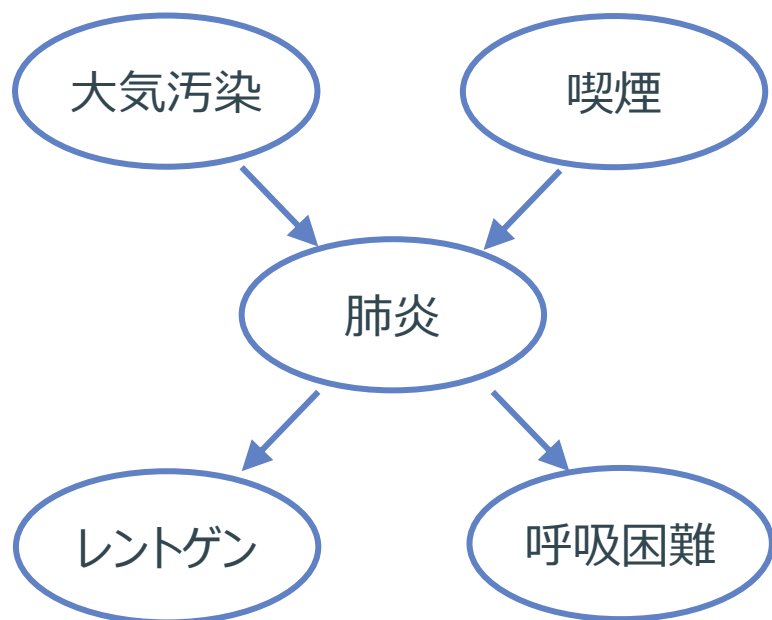 大気汚染
喫煙
肺炎
レントゲン
呼吸困難